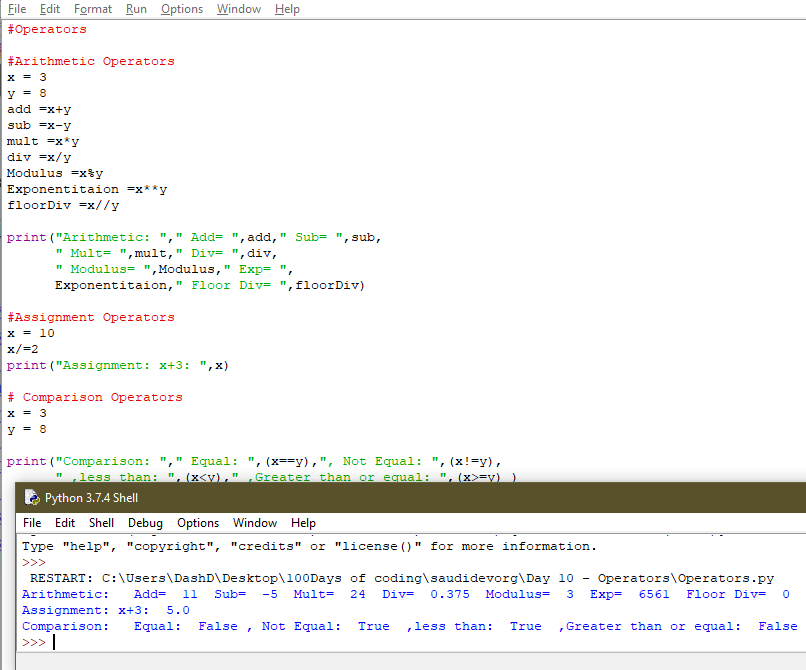 File Edit Format Run Options Window Help
#Operators
#Arithmetic Operators
x = 3
y = 8
add =x+y
sub =x-y
mult =x*y
div =x/y
Modulus =x%y
Exponentitaion =x**y
floorDiv =x//y
print("Arithmetic: "," Add= ",add," Sub= ",sub,
" Mult= ",mult," Div= ",div,
" Modulus= ",Modulus," Exp= ",
Exponentitaion," Floor Div= ",floorDiv)
#Assignment Operators
x = 10
x/=2
print("Assignment: x+3: ",x)
# Comparison Operators
x = 3
y = 8
print("Comparison: "," Equal: ",(x==y),", Not Equal: ",(x!=y),
" ,less than: ",(x<y)," ,Greater than or equal: ",(x>=y) )
Python 3.7.4 Shell
File Edit Shell Debug Options Window Help
Type "help", "copyright", "credits" or "license()" for more information.
>>>
RESTART: C:\Users\DashD\Desktop\100Days of coding\saudidevorg\Day 10 - Operators\Operators.py
Arithmetic:   Add=  11  Sub=  -5  Mult=  24  Div=  0.375  Modulus=  3  Exp=  6561  Floor Div=  0
Assignment: x+3:  5.0
Comparison:   Equal:  False , Not Equal:  True  ,less than:  True  ,Greater than or equal:  False
>>>